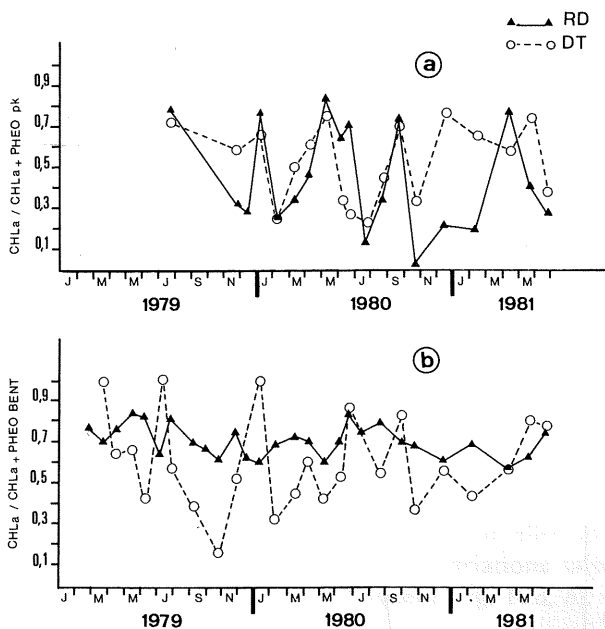 RD
DT
a
CHLa / CHLa + PHEO pk
0,9
0,7
0,5
0,3
0,1
J M M J S N J M M J S N J M M
1979 1980 1981
b
CHLa / CHLa + PHEO BENT
0,9
0,7
0,5
0,3
0,1
J M M J S N J M M J S N J M M
1979 1980 1981